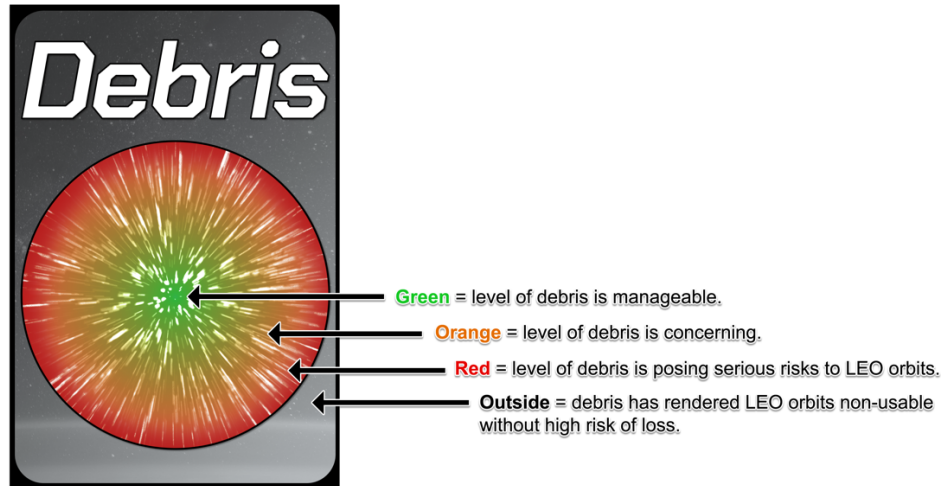 Debris
Green = level of debris is manageable.
Orange = level of debris is concerning.
Red = level of debris is posing serious risks to LEO orbits.
Outside = debris has rendered LEO orbits non-usable
without high risk of loss.